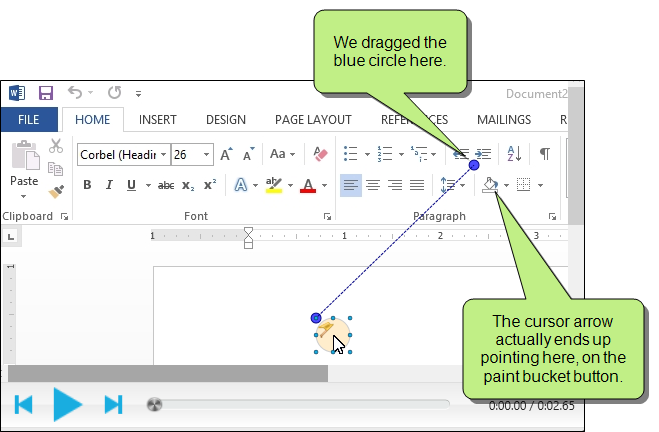 We dragged the
blue circle here.
Document2
FILE HOME INSERT DESIGN PAGE LAYOUT REFERENCES MAILINGS R
Paste
Corbel (Headin 26 Aa
B I U abc x2 x2 A ab A
A Z
Clipboard Font Paragraph
L 1 1 2 3
1
The cursor arrow
actually ends up
pointing here, on the
paint bucket button.
0:00.00 / 0:02.65